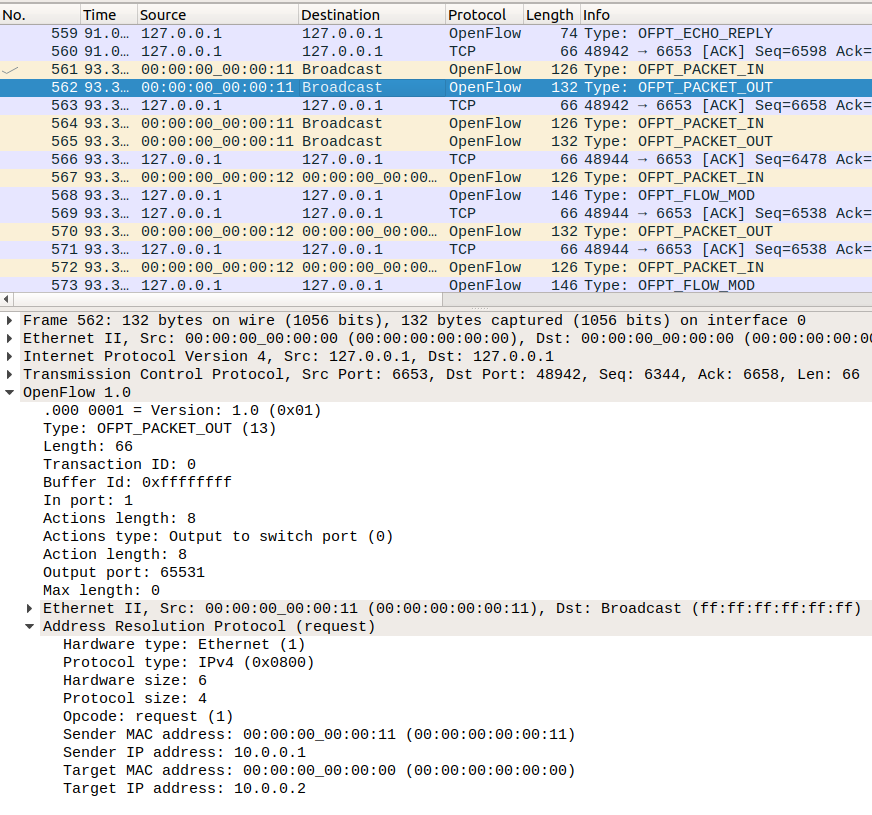 No. Time Source Destination Protocol Length Info
559 91.0… 127.0.0.1 127.0.0.1 OpenFlow 74 Type: OFPT_ECHO_REPLY
560 91.0… 127.0.0.1 127.0.0.1 TCP 66 48942 → 6653 [ACK] Seq=6598 Ack=
561 93.3… 00:00:00_00:00:11 Broadcast OpenFlow 126 Type: OFPT_PACKET_IN
562 93.3… 00:00:00_00:00:11 Broadcast OpenFlow 132 Type: OFPT_PACKET_OUT
563 93.3… 127.0.0.1 127.0.0.1 TCP 66 48942 → 6653 [ACK] Seq=6658 Ack=
564 93.3… 00:00:00_00:00:11 Broadcast OpenFlow 126 Type: OFPT_PACKET_IN
565 93.3… 00:00:00_00:00:11 Broadcast OpenFlow 132 Type: OFPT_PACKET_OUT
566 93.3… 127.0.0.1 127.0.0.1 TCP 66 48944 → 6653 [ACK] Seq=6478 Ack=
567 93.3… 00:00:00_00:00:12 00:00:00_00:00… OpenFlow 126 Type: OFPT_PACKET_IN
568 93.3… 127.0.0.1 127.0.0.1 OpenFlow 146 Type: OFPT_FLOW_MOD
569 93.3… 127.0.0.1 127.0.0.1 TCP 66 48944 → 6653 [ACK] Seq=6538 Ack=
570 93.3… 00:00:00_00:00:12 00:00:00_00:00… OpenFlow 132 Type: OFPT_PACKET_OUT
571 93.3… 127.0.0.1 127.0.0.1 TCP 66 48944 → 6653 [ACK] Seq=6538 Ack=
572 93.3… 00:00:00_00:00:12 00:00:00_00:00… OpenFlow 126 Type: OFPT_PACKET_IN
573 93.3… 127.0.0.1 127.0.0.1 OpenFlow 146 Type: OFPT_FLOW_MOD
Frame 562: 132 bytes on wire (1056 bits), 132 bytes captured (1056 bits) on interface 0
Ethernet II, Src: 00:00:00_00:00:00 (00:00:00:00:00:00), Dst: 00:00:00_00:00:00 (00:00:00:00:00
Internet Protocol Version 4, Src: 127.0.0.1, Dst: 127.0.0.1
Transmission Control Protocol, Src Port: 6653, Dst Port: 48942, Seq: 6344, Ack: 6658, Len: 66
OpenFlow 1.0
.000 0001 = Version: 1.0 (0x01)
Type: OFPT_PACKET_OUT (13)
Length: 66
Transaction ID: 0
Buffer Id: 0xffffffff
In port: 1
Actions length: 8
Actions type: Output to switch port (0)
Action length: 8
Output port: 65531
Max length: 0
Ethernet II, Src: 00:00:00_00:00:11 (00:00:00:00:00:11), Dst: Broadcast (ff:ff:ff:ff:ff:ff)
Address Resolution Protocol (request)
Hardware type: Ethernet (1)
Protocol type: IPv4 (0x0800)
Hardware size: 6
Protocol size: 4
Opcode: request (1)
Sender MAC address: 00:00:00_00:00:11 (00:00:00:00:00:11)
Sender IP address: 10.0.0.1
Target MAC address: 00:00:00_00:00:00 (00:00:00:00:00:00)
Target IP address: 10.0.0.2